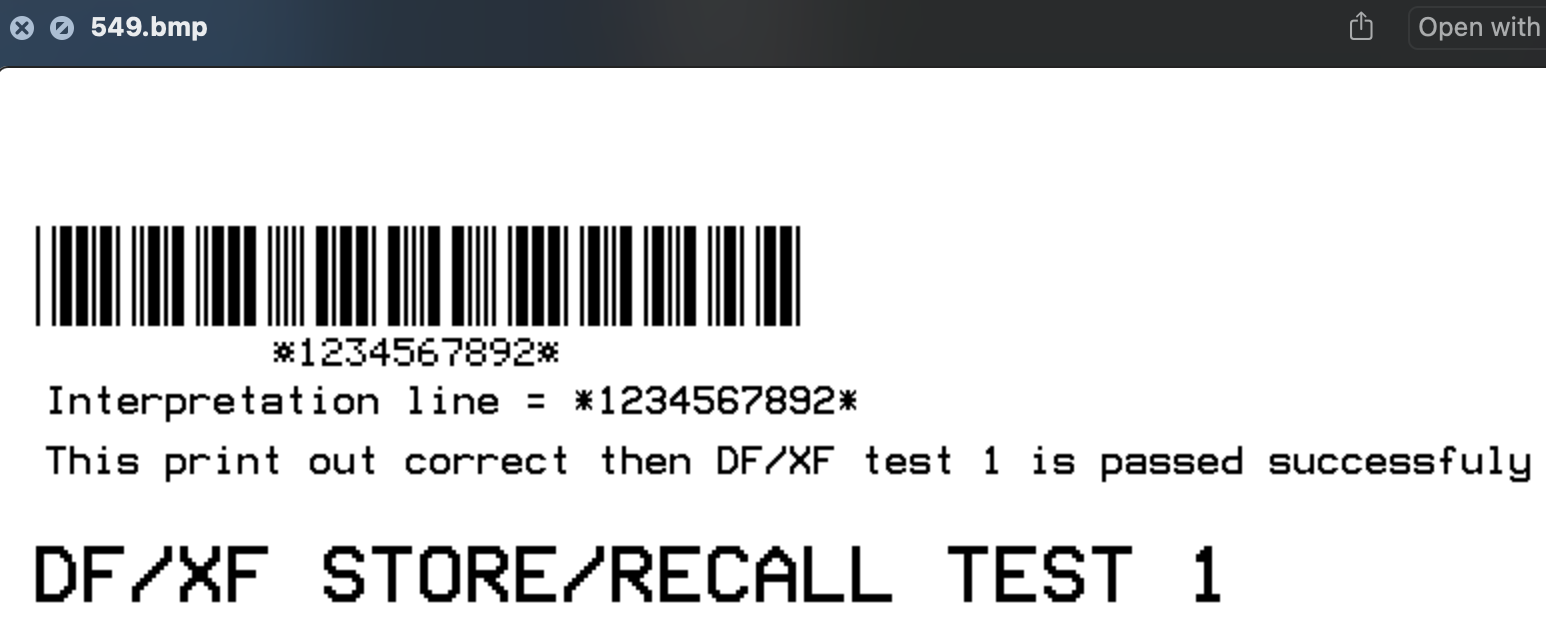 549.bmp
Open with
*1234567892*
Interpretation line = *1234567892*
This print out correct then DF/XF test 1 is passed successfuly
DF/XF STORE/RECALL TEST 1